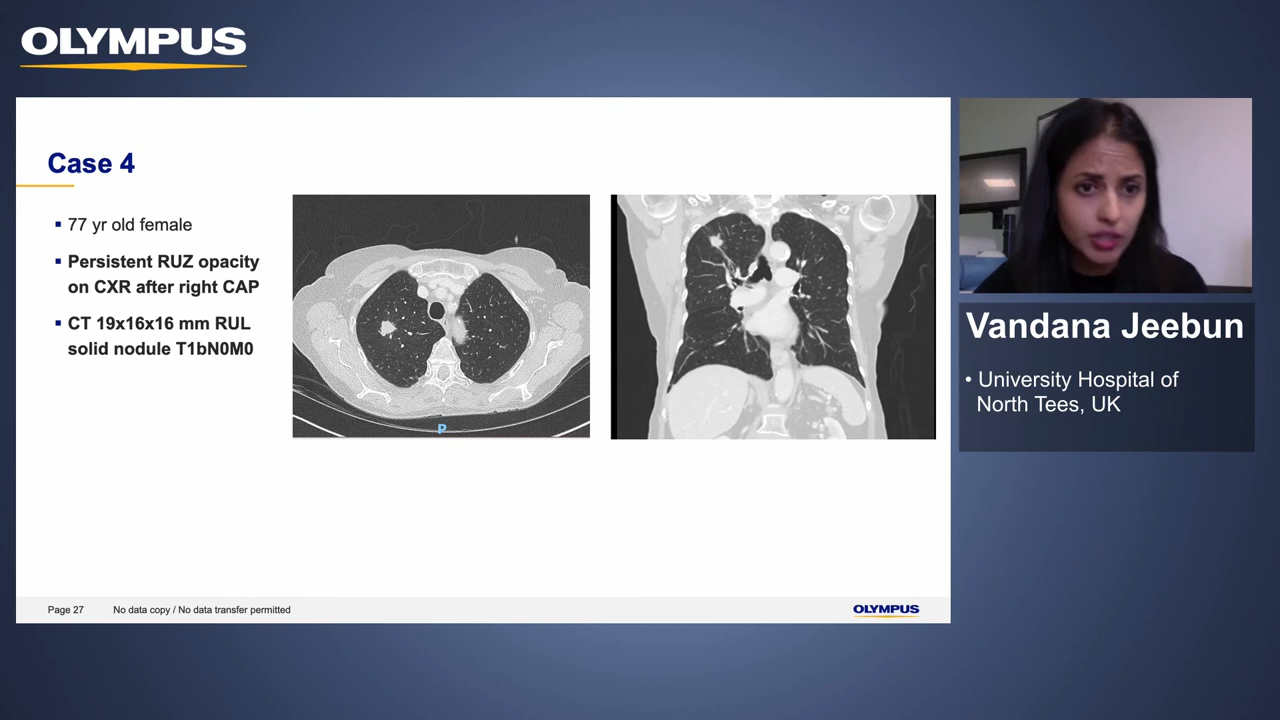 OLYMPUS
Case 4
▪ 77 yr old female
▪ Persistent RUZ opacity
on CXR after right CAP
▪ CT 19x16x16 mm RUL
solid nodule T1bN0M0
P
Page 27 No data copy / No data transfer permitted
OLYMPUS
Vandana Jeebun
• University Hospital of
North Tees, UK